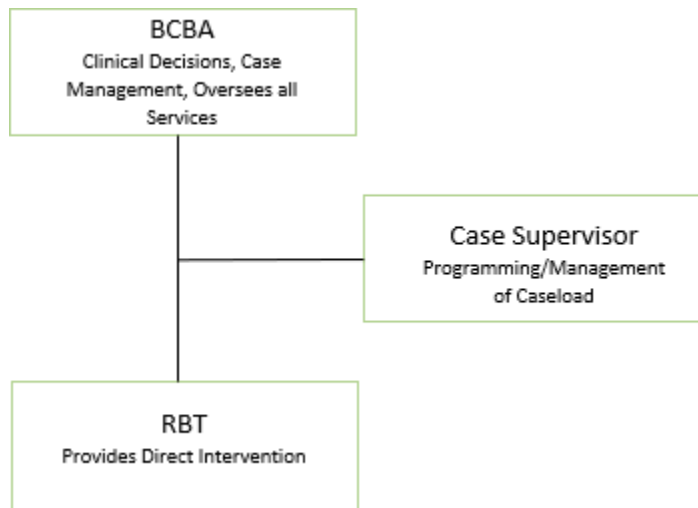 BCBA
Clinical Decisions, Case
Management, Oversees all
Services
Case Supervisor
Programming/Management
of Caseload
RBT
Provides Direct Intervention